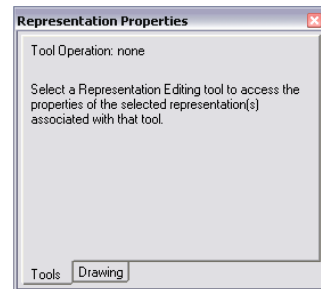 Representation Properties
Tool Operation: none
Select a Representation Editing tool to access the
properties of the selected representation(s)
associated with that tool.
Tools Drawing